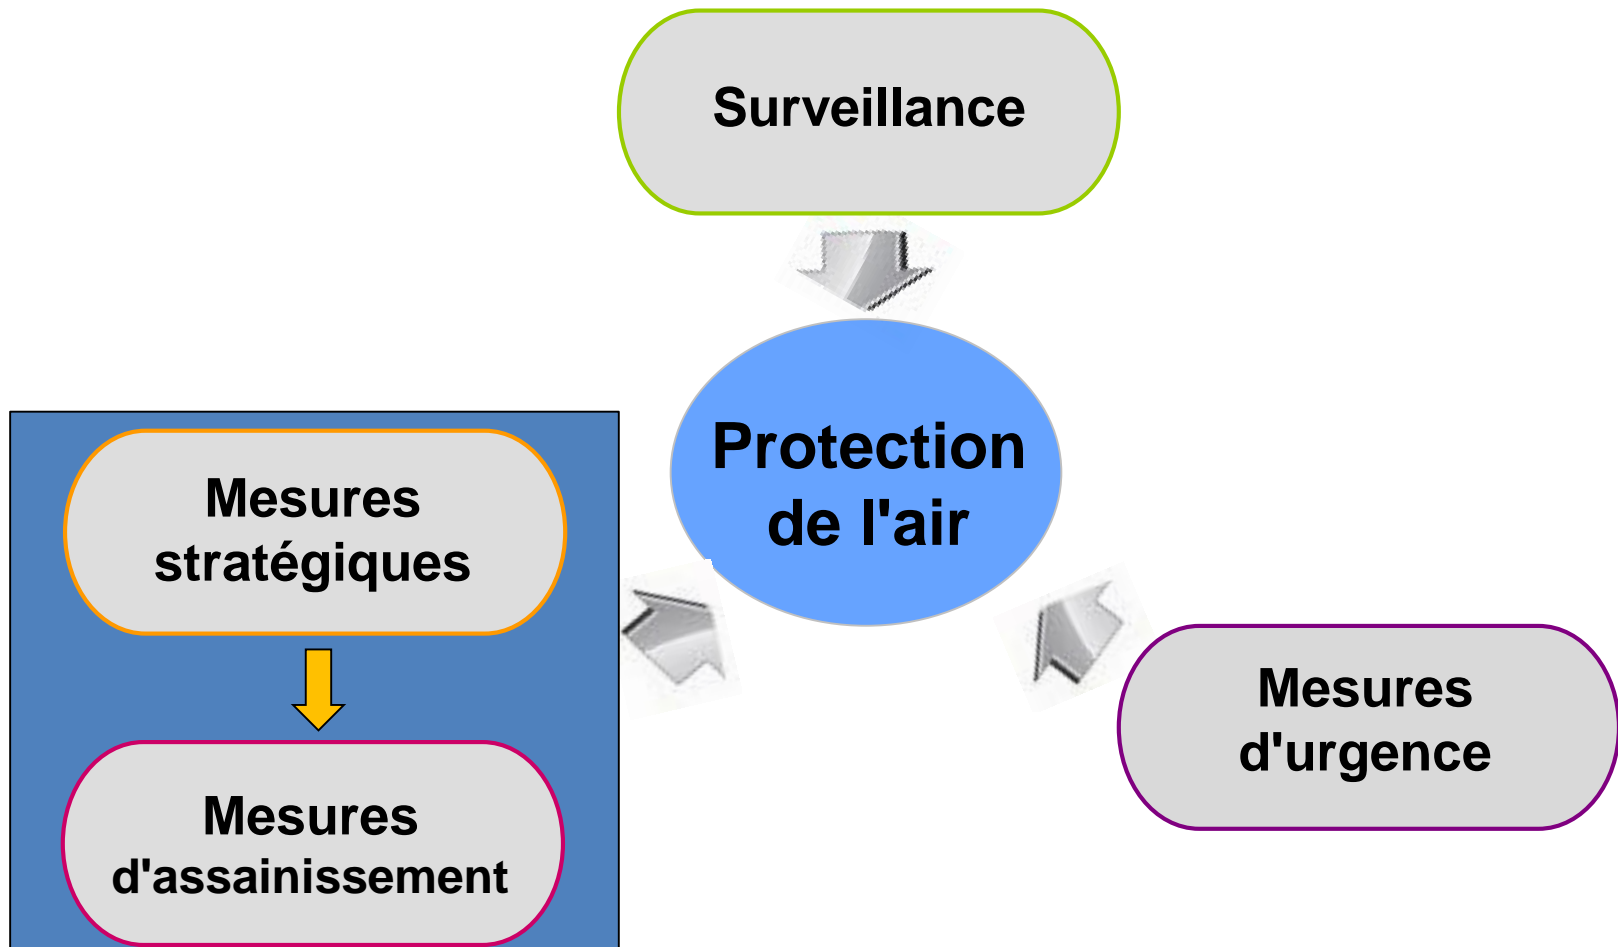 Surveillance
Protection
de l'air
Mesures
stratégiques
Mesures
d'assainissement
Mesures
d'urgence